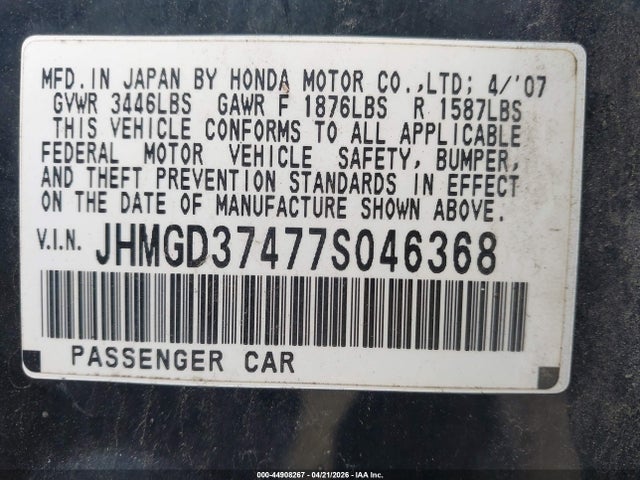 MFD. IN JAPAN BY HONDA MOTOR CO.,LTD; 4/'07
GVWR 3446LBS GAWR F 1876LBS R 1587LBS
THIS VEHICLE CONFORMS TO ALL APPLICABLE
FEDERAL MOTOR VEHICLE SAFETY, BUMPER,
AND THEFT PREVENTION STANDARDS IN EFFECT
ON THE DATE OF MANUFACTURE SHOWN ABOVE.
V.I.N. JHMGD37477S046368
PASSENGER CAR
000-44908267 - 04/21/2026 - IAA Inc.